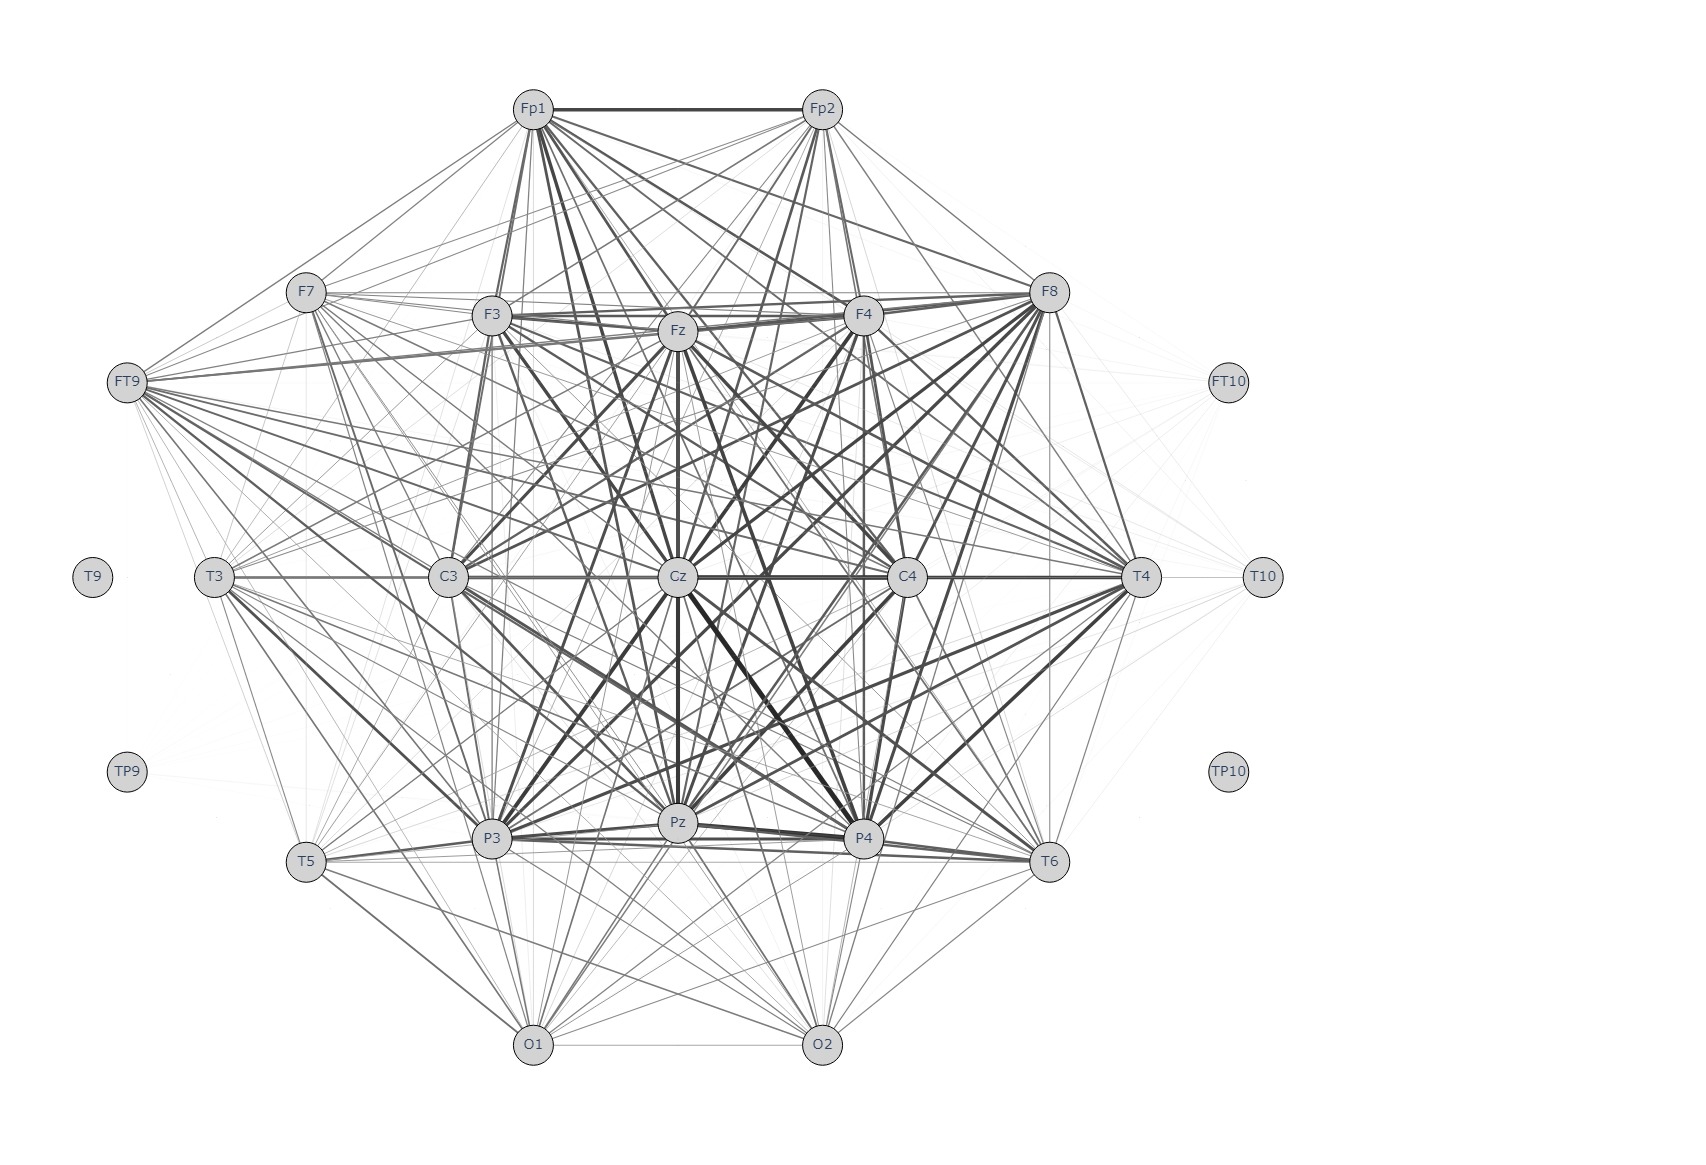 Fp1 Fp2
F7 F3 Fz F4 F8
FT9 FT10
T9 T3 C3 Cz C4 T4 T10
TP9 TP10
T5 P3 Pz P4 T6
O1 O2